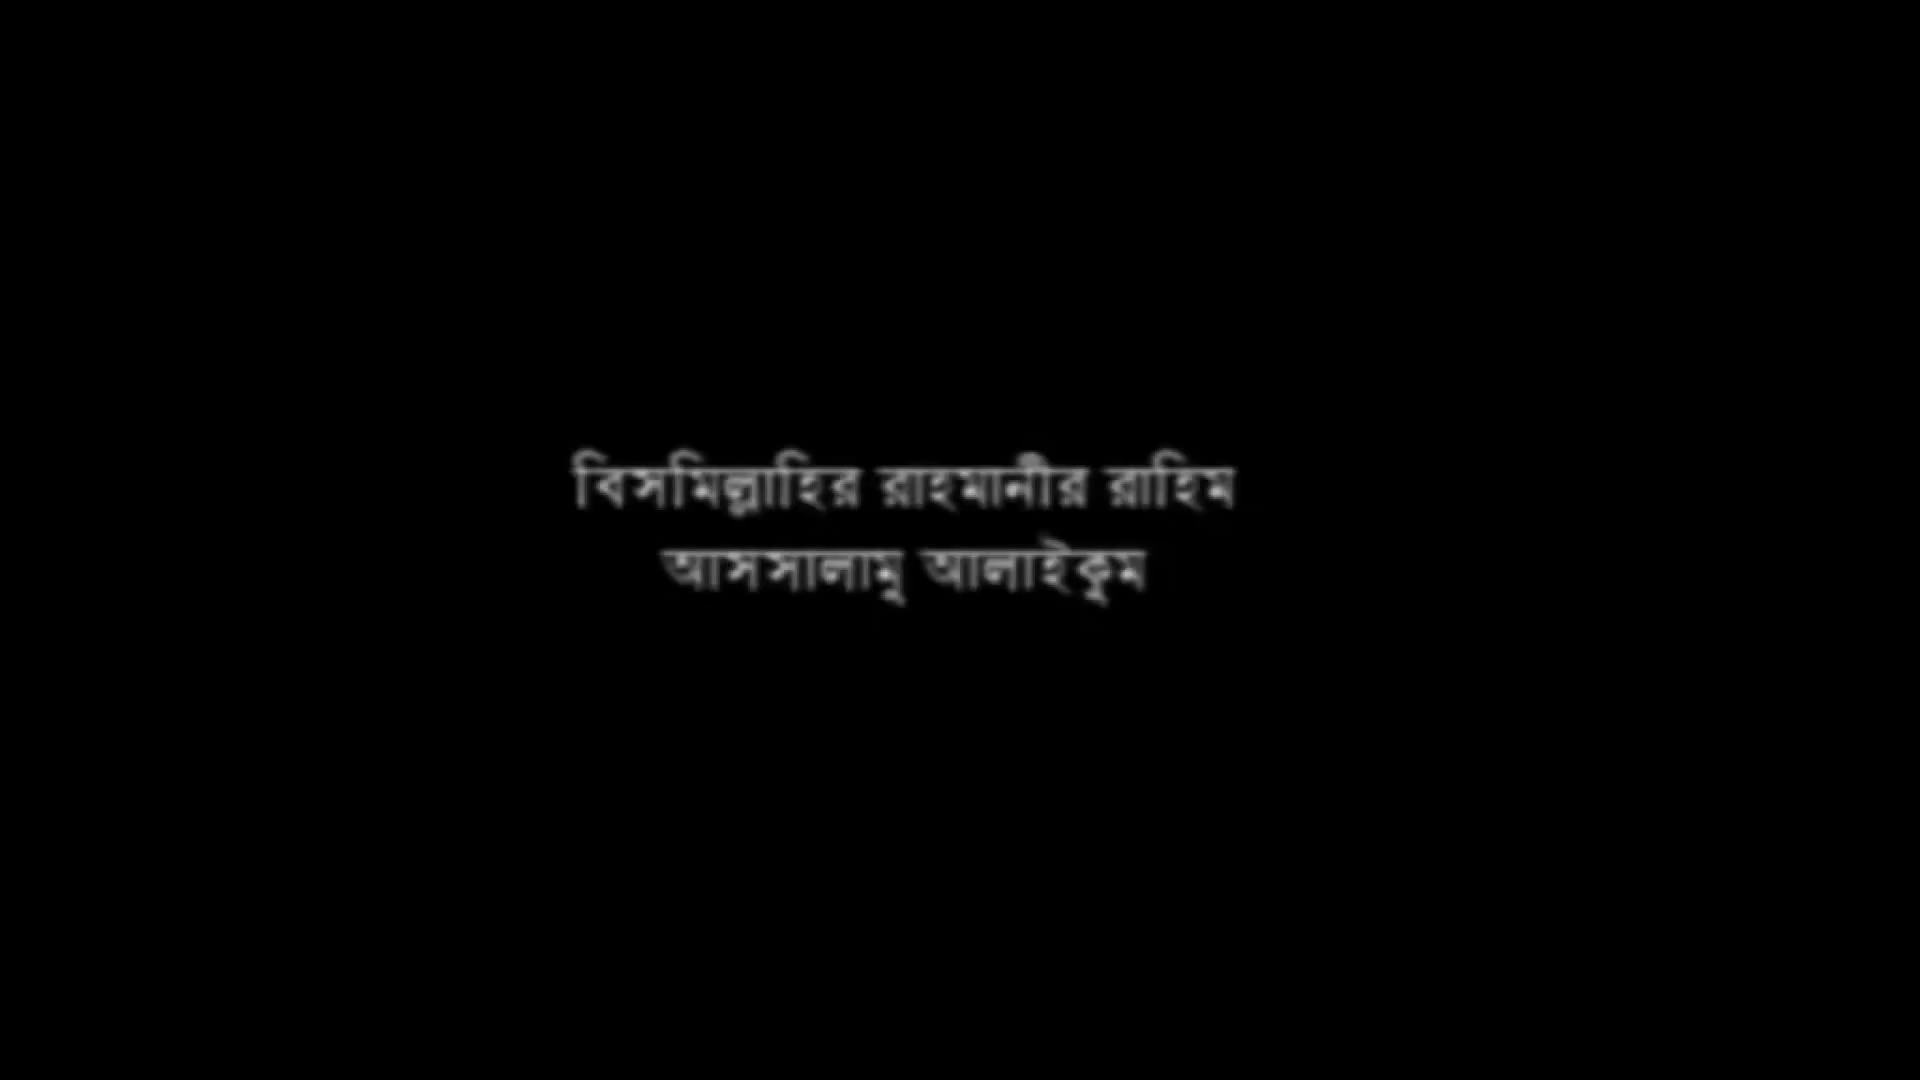 বিসমিল্লাহির রাহমানীর রাহিম
আসসালামু আলাইকুম